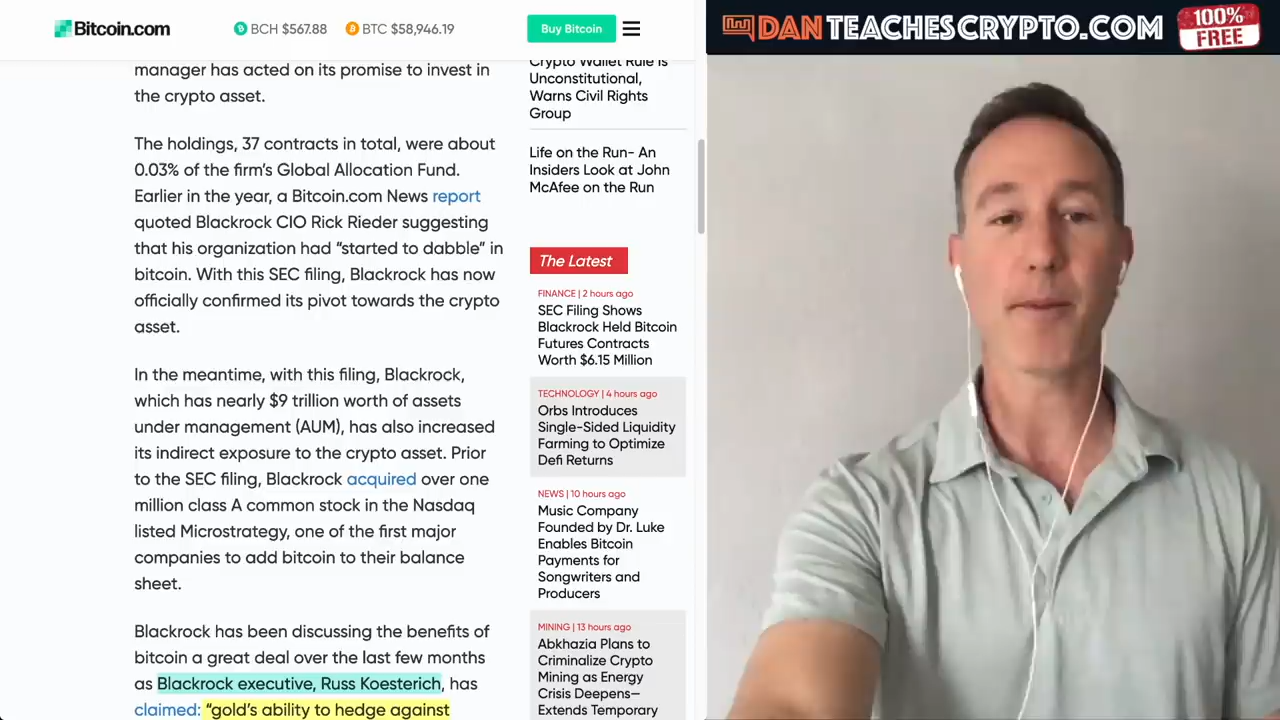 Bitcoin.com
BCH $567.88
BTC $58,946.19
Buy Bitcoin
manager has acted on its promise to invest in
the crypto asset.
The holdings, 37 contracts in total, were about
0.03% of the firm's Global Allocation Fund.
Earlier in the year, a Bitcoin.com News report
quoted Blackrock CIO Rick Rieder suggesting
that his organization had “started to dabble” in
bitcoin. With this SEC filing, Blackrock has now
officially confirmed its pivot towards the crypto
asset.
In the meantime, with this filing, Blackrock,
which has nearly $9 trillion worth of assets
under management (AUM), has also increased
its indirect exposure to the crypto asset. Prior
to the SEC filing, Blackrock acquired over one
million class A common stock in the Nasdaq
listed Microstrategy, one of the first major
companies to add bitcoin to their balance
sheet.
Blackrock has been discussing the benefits of
bitcoin a great deal over the last few months
as Blackrock executive, Russ Koesterich, has
claimed: “gold's ability to hedge against
Crypto Wallet Rule is
Unconstitutional,
Warns Civil Rights
Group
Life on the Run- An
Insiders Look at John
McAfee on the Run
The Latest
FINANCE | 2 hours ago
SEC Filing Shows
Blackrock Held Bitcoin
Futures Contracts
Worth $6.15 Million
TECHNOLOGY | 4 hours ago
Orbs Introduces
Single-Sided Liquidity
Farming to Optimize
Defi Returns
NEWS | 10 hours ago
Music Company
Founded by Dr. Luke
Enables Bitcoin
Payments for
Songwriters and
Producers
MINING | 13 hours ago
Abkhazia Plans to
Criminalize Crypto
Mining as Energy
Crisis Deepens—
Extends Temporary
DANTEACHESCRYPTO.COM
100%
FREE